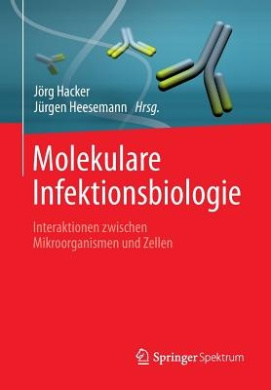 Jörg Hacker
Jürgen Heesemann Hrsg.
Molekulare
Infektionsbiologie
Interaktionen zwischen
Mikroorganismen und Zellen
Springer Spektrum